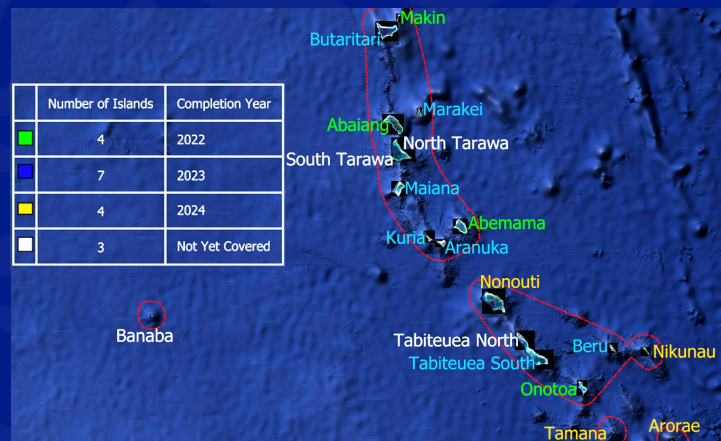 Makin
Butaritari
Number of Islands Completion Year
4 2022
7 2023
4 2024
3 Not Yet Covered
Marakei
Abaiang
North Tarawa
South Tarawa
Maiana
Abemama
Kuria
Aranuka
Nonouti
Banaba
Tabiteuea North
Beru
Nikunau
Tabiteuea South
Onotoa
Tamana
Arorae